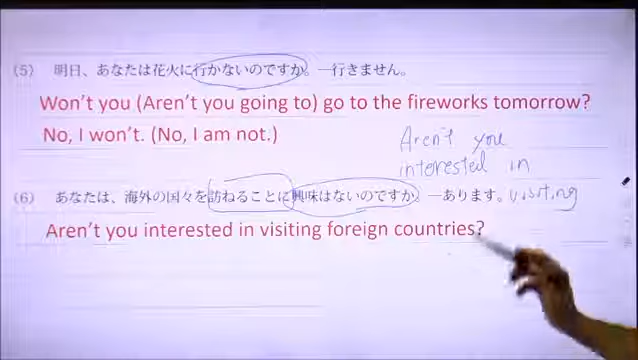 (5) 明日、あなたは花火に行かないのですか。―行きません。
Won't you (Aren't you going to) go to the fireworks tomorrow?
No, I won't. (No, I am not.)
Aren't you
interested in
visiting
(6) あなたは、海外の国々を訪ねることに興味はないのですか。―あります。
Aren't you interested in visiting foreign countries?